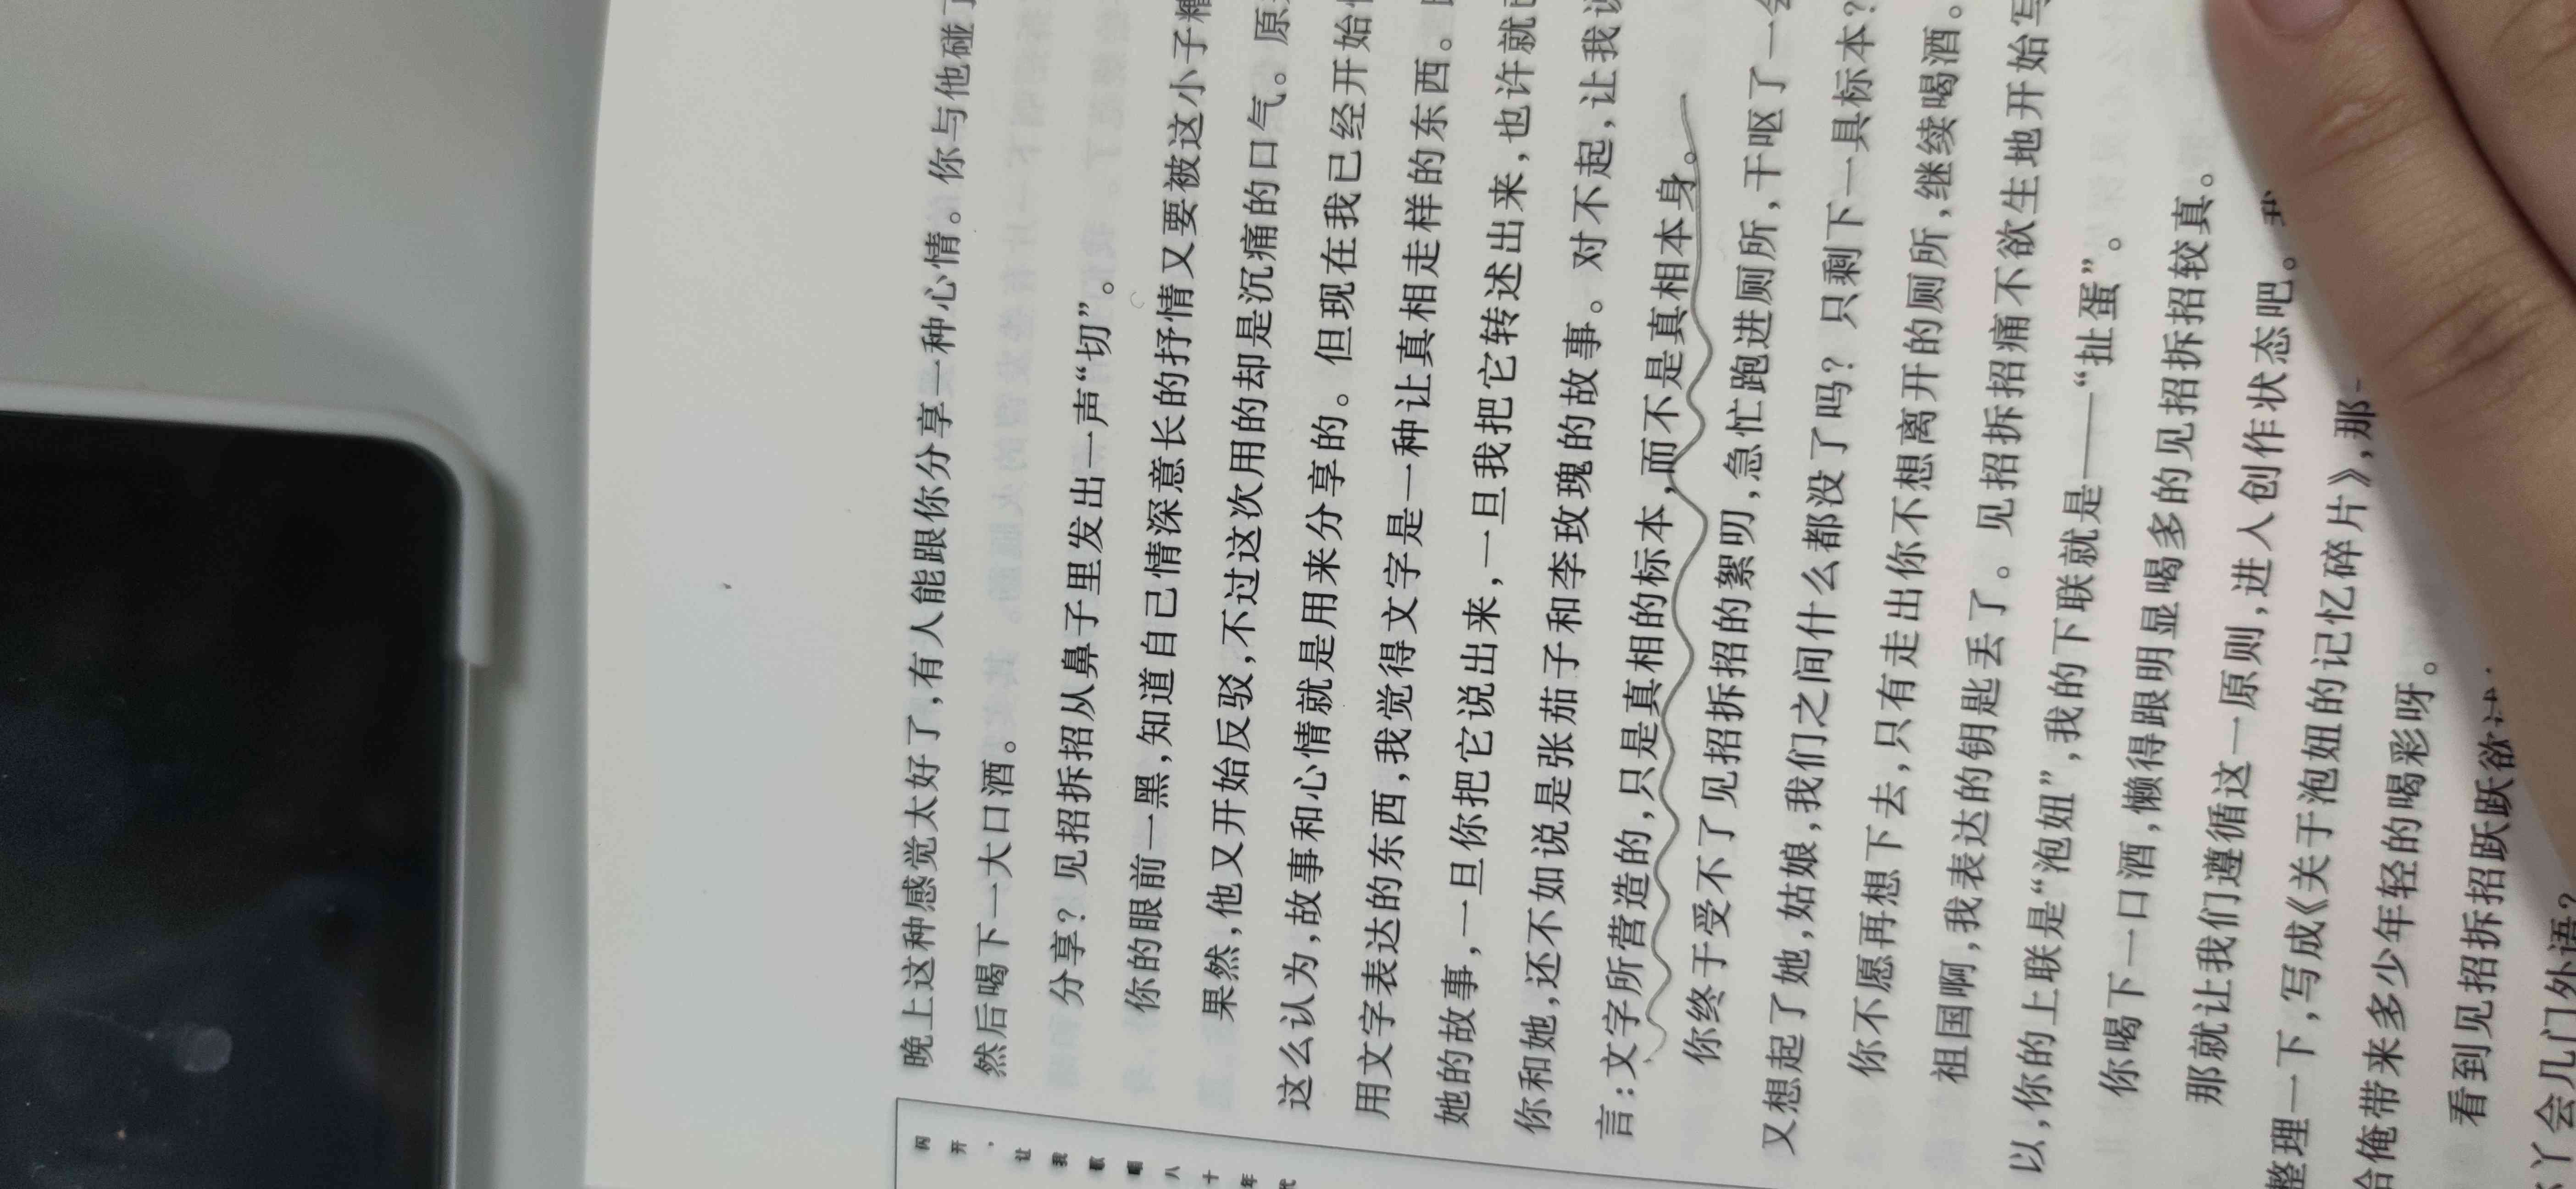 晚上这种感觉太好了，有人能跟你分享一种心情。你与他碰了
然后喝下一大口酒。
分享？见招拆招从鼻子里发出一声“切”。
你的眼前一黑，知道自己情深意长的抒情又要被这小子糟
果然，他又开始反驳，不过这次用的却是沉痛的口气。原
这么认为，故事和心情就是用来分享的。但现在我已经开始
用文字表达的东西，我觉得文字是一种让真相走样的东西。
她的故事，一旦你把它说出来，一旦我把它转述出来，也许就
你和她，还不如说是张茄子和李玫瑰的故事。对不起，让我说
言：文字所营造的，只是真相的标本，而不是真相本身。
你终于受不了见招拆招的絮叨，急忙跑进厕所，干呕了一会
又想起了她，姑娘，我们之间什么都没了吗？只剩下一具标本？
你不愿再想下去，只有走出你不想离开的厕所，继续喝酒。
祖国啊，我表达的钥匙丢了。见招拆招痛不欲生地开始写
以，你的上联是“泡妞”，我的下联就是——“扯蛋”。
你喝下一口酒，懒得跟明显喝多的见招拆招较真。
那就让我们遵循这一原则，进入创作状态吧。我
整理一下，写成《关于泡妞的记忆碎片》，那
给俺带来多少年轻的喝彩呀。
看到见招拆招跃跃欲试
丫会几门外语？
闪开，让我歌唱八十年代